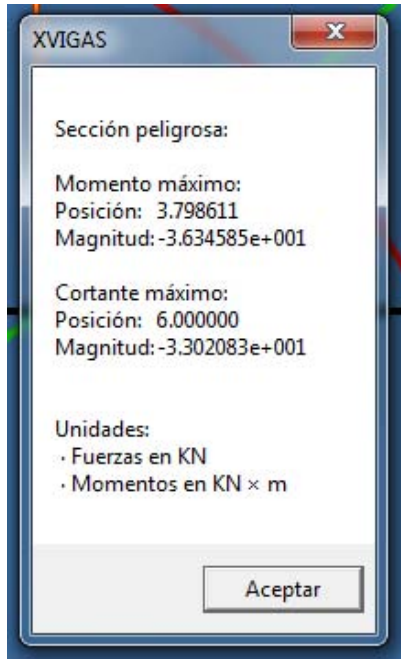 XVIGAS
Sección peligrosa:
Momento máximo:
Posición: 3.798611
Magnitud: -3.634585e+001
Cortante máximo:
Posición: 6.000000
Magnitud: -3.302083e+001
Unidades:
· Fuerzas en KN
· Momentos en KN × m
Aceptar